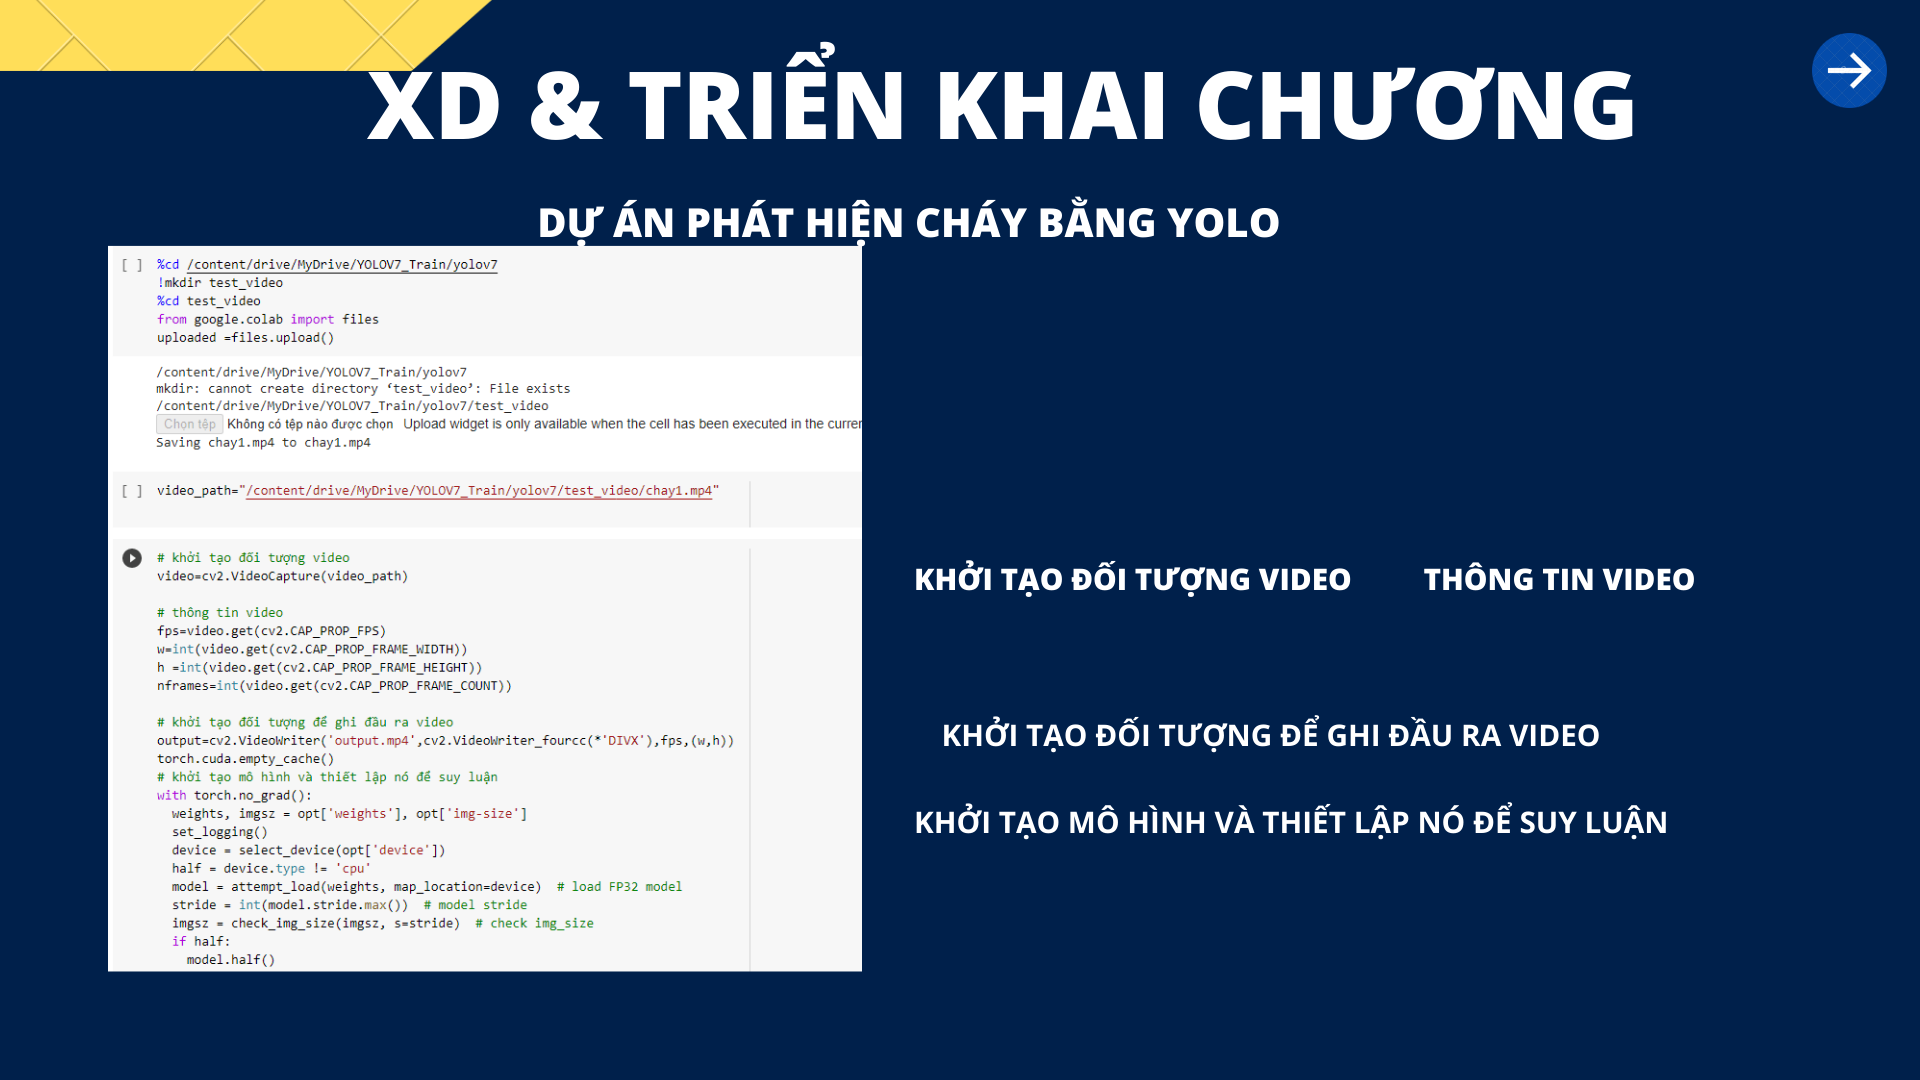 XD & TRIỂN KHAI CHƯƠNG
DỰ ÁN PHÁT HIỆN CHÁY BẰNG YOLO
[ ] %cd /content/drive/MyDrive/YOLOV7_Train/yolov7
!mkdir test_video
%cd test_video
from google.colab import files
uploaded =files.upload()
/content/drive/MyDrive/YOLOV7_Train/yolov7
mkdir: cannot create directory ‘test_video’: File exists
/content/drive/MyDrive/YOLOV7_Train/yolov7/test_video
Chọn tệp Không có tệp nào được chọn Upload widget is only available when the cell has been executed in the currer
Saving chay1.mp4 to chay1.mp4
[ ] video_path="/content/drive/MyDrive/YOLOV7_Train/yolov7/test_video/chay1.mp4"
# khởi tạo đối tượng video
video=cv2.VideoCapture(video_path)
# thông tin video
fps=video.get(cv2.CAP_PROP_FPS)
w=int(video.get(cv2.CAP_PROP_FRAME_WIDTH))
h =int(video.get(cv2.CAP_PROP_FRAME_HEIGHT))
nframes=int(video.get(cv2.CAP_PROP_FRAME_COUNT))
# khởi tạo đối tượng để ghi đầu ra video
output=cv2.VideoWriter('output.mp4',cv2.VideoWriter_fourcc(*'DIVX'),fps,(w,h))
torch.cuda.empty_cache()
# khởi tạo mô hình và thiết lập nó để suy luận
with torch.no_grad():
weights, imgsz = opt['weights'], opt['img-size']
set_logging()
device = select_device(opt['device'])
half = device.type != 'cpu'
model = attempt_load(weights, map_location=device) # load FP32 model
stride = int(model.stride.max()) # model stride
imgsz = check_img_size(imgsz, s=stride) # check img_size
if half:
model.half()
KHỞI TẠO ĐỐI TƯỢNG VIDEO THÔNG TIN VIDEO
KHỞI TẠO ĐỐI TƯỢNG ĐỂ GHI ĐẦU RA VIDEO
KHỞI TẠO MÔ HÌNH VÀ THIẾT LẬP NÓ ĐỂ SUY LUẬN